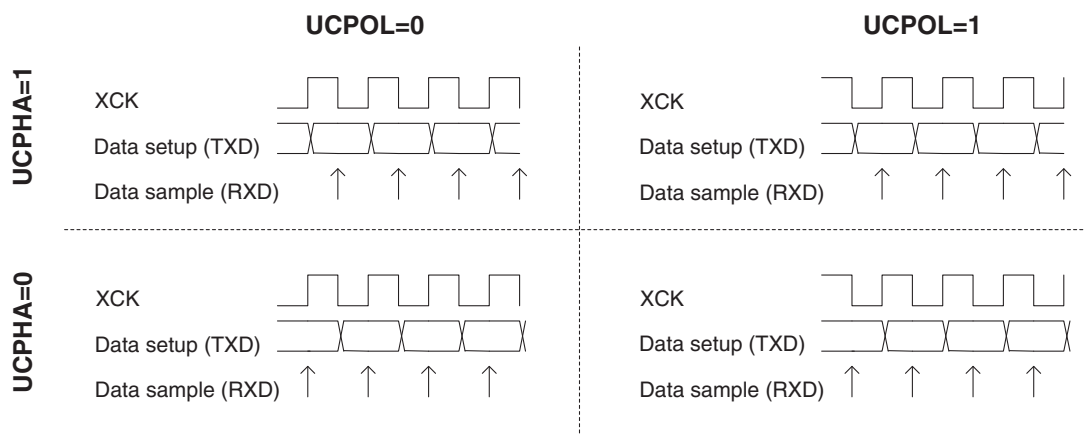 UCPOL=0
UCPOL=1
UCPHA=1
XCK
Data setup (TXD)
Data sample (RXD)
XCK
Data setup (TXD)
Data sample (RXD)
UCPHA=0
XCK
Data setup (TXD)
Data sample (RXD)
XCK
Data setup (TXD)
Data sample (RXD)